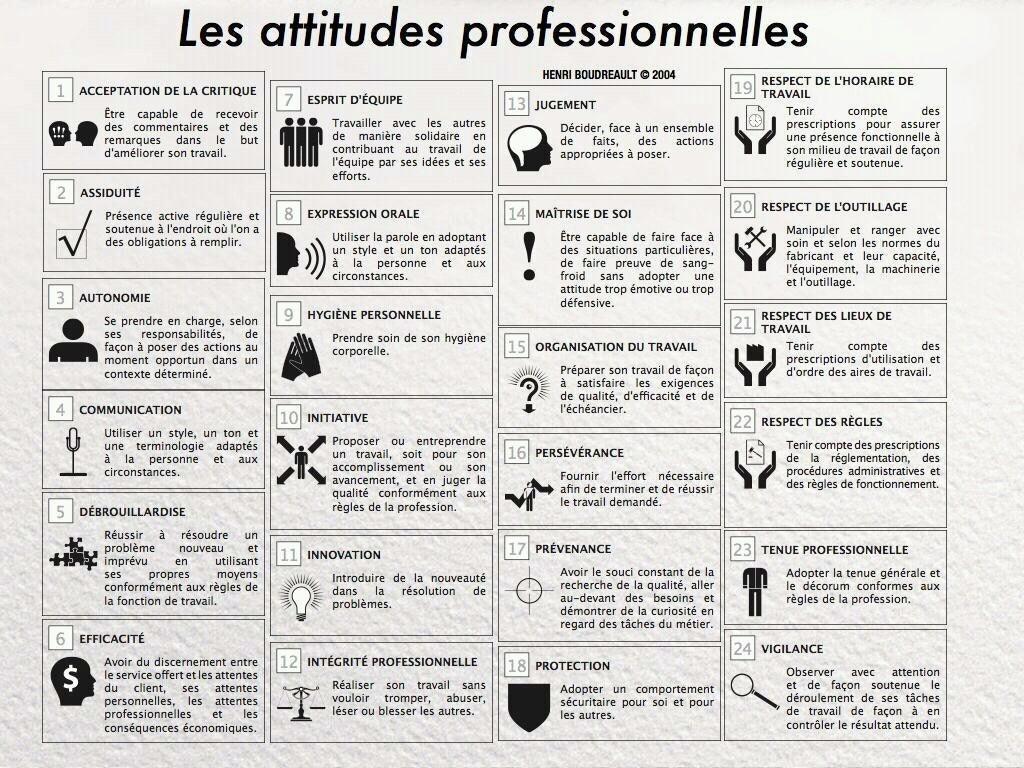 Les attitudes professionnelles
HENRI BOUDREAULT © 2004
1 ACCEPTATION DE LA CRITIQUE
Être capable de recevoir
des commentaires et des
remarques dans le but
d'améliorer son travail.
2 ASSIDUITÉ
Présence active régulière et
soutenue à l'endroit où l'on a
des obligations à remplir.
3 AUTONOMIE
Se prendre en charge, selon
ses responsabilités, de
façon à poser des actions au
moment opportun dans un
contexte déterminé.
4 COMMUNICATION
Utiliser un style, un ton et
une terminologie adaptés
à la personne et aux
circonstances.
5 DÉBROUILLARDISE
Réussir à résoudre un
problème nouveau et
imprévu en utilisant
ses propres moyens
conformément aux règles de
la fonction de travail.
6 EFFICACITÉ
$
Avoir du discernement entre
le service offert et les attentes
du client, ses attentes
personnelles, les attentes
professionnelles et les
conséquences économiques.
7 ESPRIT D'ÉQUIPE
Travailler avec les autres
de manière solidaire en
contribuant au travail de
l'équipe par ses idées et ses
efforts.
8 EXPRESSION ORALE
Utiliser la parole en adoptant
un style et un ton adaptés
à la personne et aux
circonstances.
9 HYGIÈNE PERSONNELLE
Prendre soin de son hygiène
corporelle.
10 INITIATIVE
Proposer ou entreprendre
un travail, soit pour son
accomplissement ou son
avancement, et en juger la
qualité conformément aux
règles de la profession.
11 INNOVATION
Introduire de la nouveauté
dans la résolution de
problèmes.
12 INTÉGRITÉ PROFESSIONNELLE
Réaliser son travail sans
vouloir tromper, abuser,
léser ou blesser les autres.
13 JUGEMENT
Décider, face à un ensemble
de faits, des actions
appropriées à poser.
14 MAÎTRISE DE SOI
!
Être capable de faire face à
des situations particulières,
de faire preuve de sang-
froid sans adopter une
attitude trop émotive ou trop
défensive.
15 ORGANISATION DU TRAVAIL
?
Préparer son travail de façon
à satisfaire les exigences
de qualité, d'efficacité et de
l'échéancier.
16 PERSÉVÉRANCE
Fournir l'effort nécessaire
afin de terminer et de réussir
le travail demandé.
17 PRÉVENANCE
Avoir le souci constant de la
recherche de la qualité, aller
au-devant des besoins et
démontrer de la curiosité en
regard des tâches du métier.
18 PROTECTION
Adopter un comportement
sécuritaire pour soi et pour
les autres.
19 RESPECT DE L'HORAIRE DE
TRAVAIL
Tenir compte des
prescriptions pour assurer
une présence fonctionnelle à
son milieu de travail de façon
régulière et soutenue.
20 RESPECT DE L'OUTILLAGE
Manipuler et ranger avec
soin et selon les normes du
fabricant et leur capacité,
l'équipement, la machinerie
et l'outillage.
21 RESPECT DES LIEUX DE
TRAVAIL
Tenir compte des
prescriptions d'utilisation et
d'ordre des aires de travail.
22 RESPECT DES RÈGLES
Tenir compte des prescriptions
de la réglementation, des
procédures administratives et
des règles de fonctionnement.
23 TENUE PROFESSIONNELLE
Adopter la tenue générale et
le décorum conformes aux
règles de la profession.
24 VIGILANCE
Observer avec attention
et de façon soutenue le
déroulement de ses tâches
de travail de façon à en
contrôler le résultat attendu.